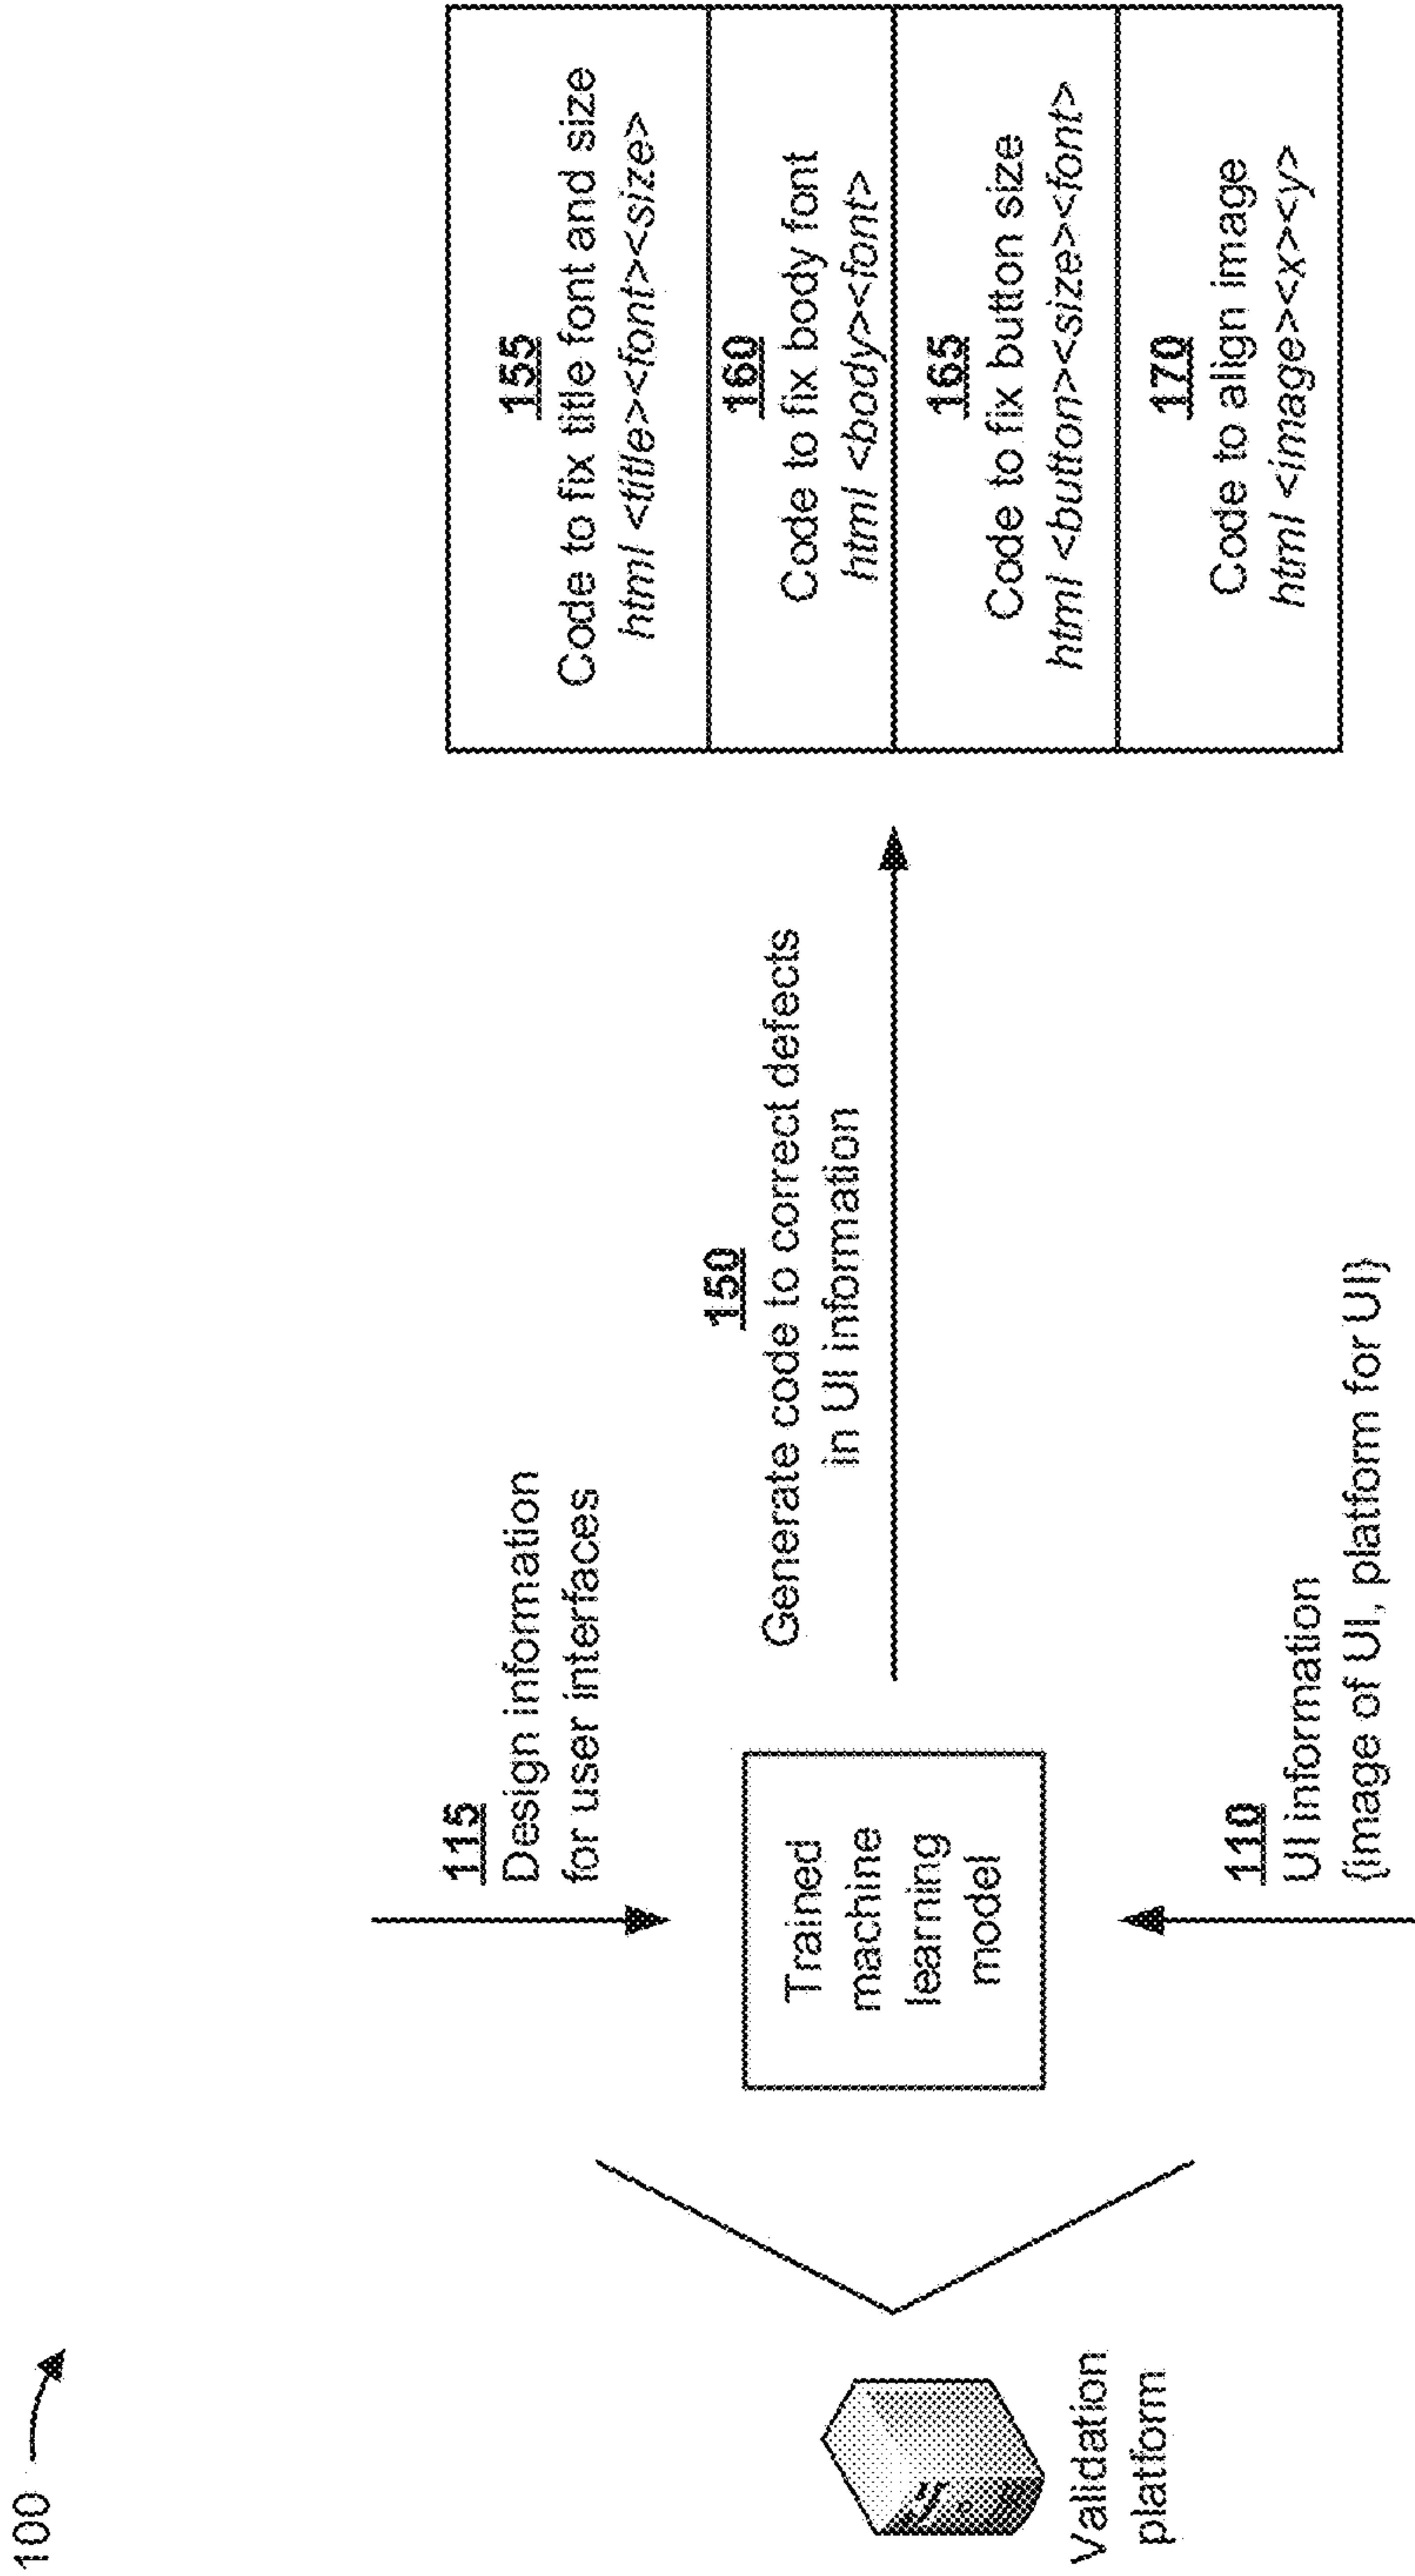 100
115
Design information
for user interfaces
Validation
platform
Trained
machine
learning
model
150
Generate code to correct defects
in UI information
110
UI information
(image of UI, platform for UI)
155
Code to fix title font and size
html <title><font><size>
160
Code to fix body font
html <body><font>
165
Code to fix button size
html <button><size><font>
170
Code to align image
html <image><x><y>